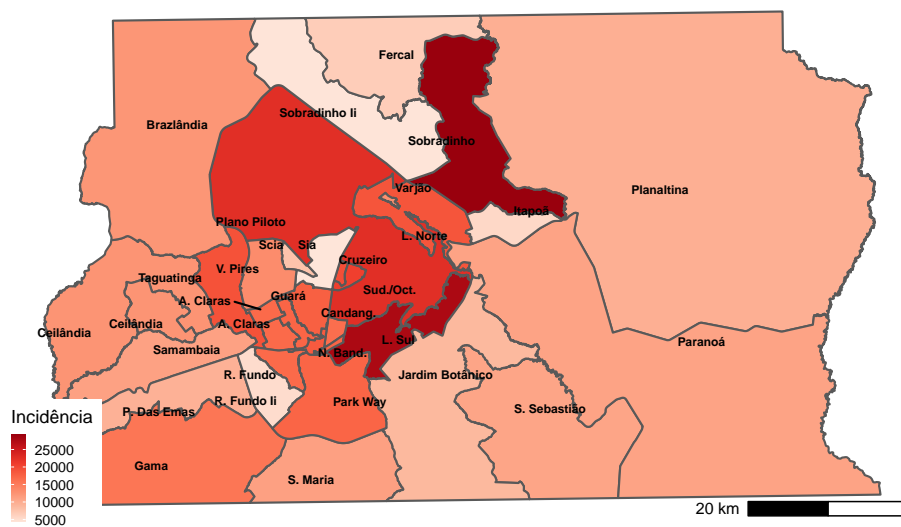 Fercal
Sobradinho Ii
Brazlândia
Sobradinho
Varjão
Planaltina
Itapoã
Plano Piloto
L. Norte
Scia
Sia
Cruzeiro
V. Pires
Taguatinga
Sud./Oct.
A. Claras
Guará
Candang.
Ceilândia
A. Claras
Ceilândia
L. Sul
Paranoá
Samambaia
N. Band.
R. Fundo
Jardim Botânico
R. Fundo Ii
Park Way
P. Das Emas
S. Sebastião
Gama
S. Maria
Incidência
25000
20000
15000
10000
5000
20 km